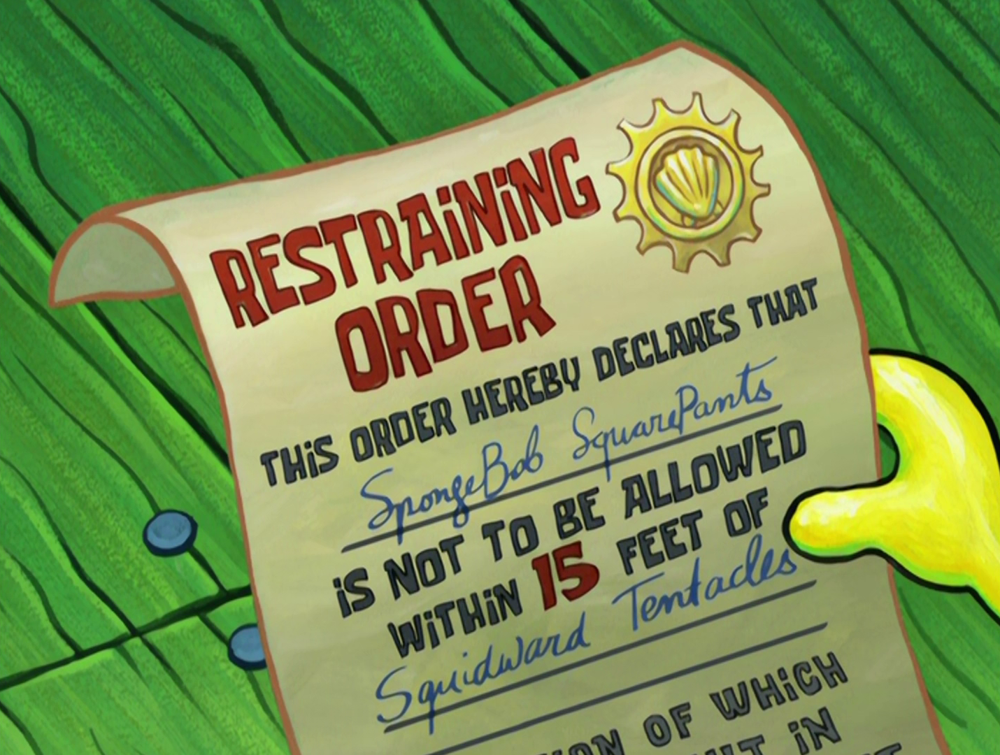 RESTRAINING
ORDER
THIS ORDER HEREBY DECLARES THAT
SpongeBob SquarePants
IS NOT TO BE ALLOWED
WITHIN 15 FEET OF
Squidward Tentacles
OF WHICH
IN